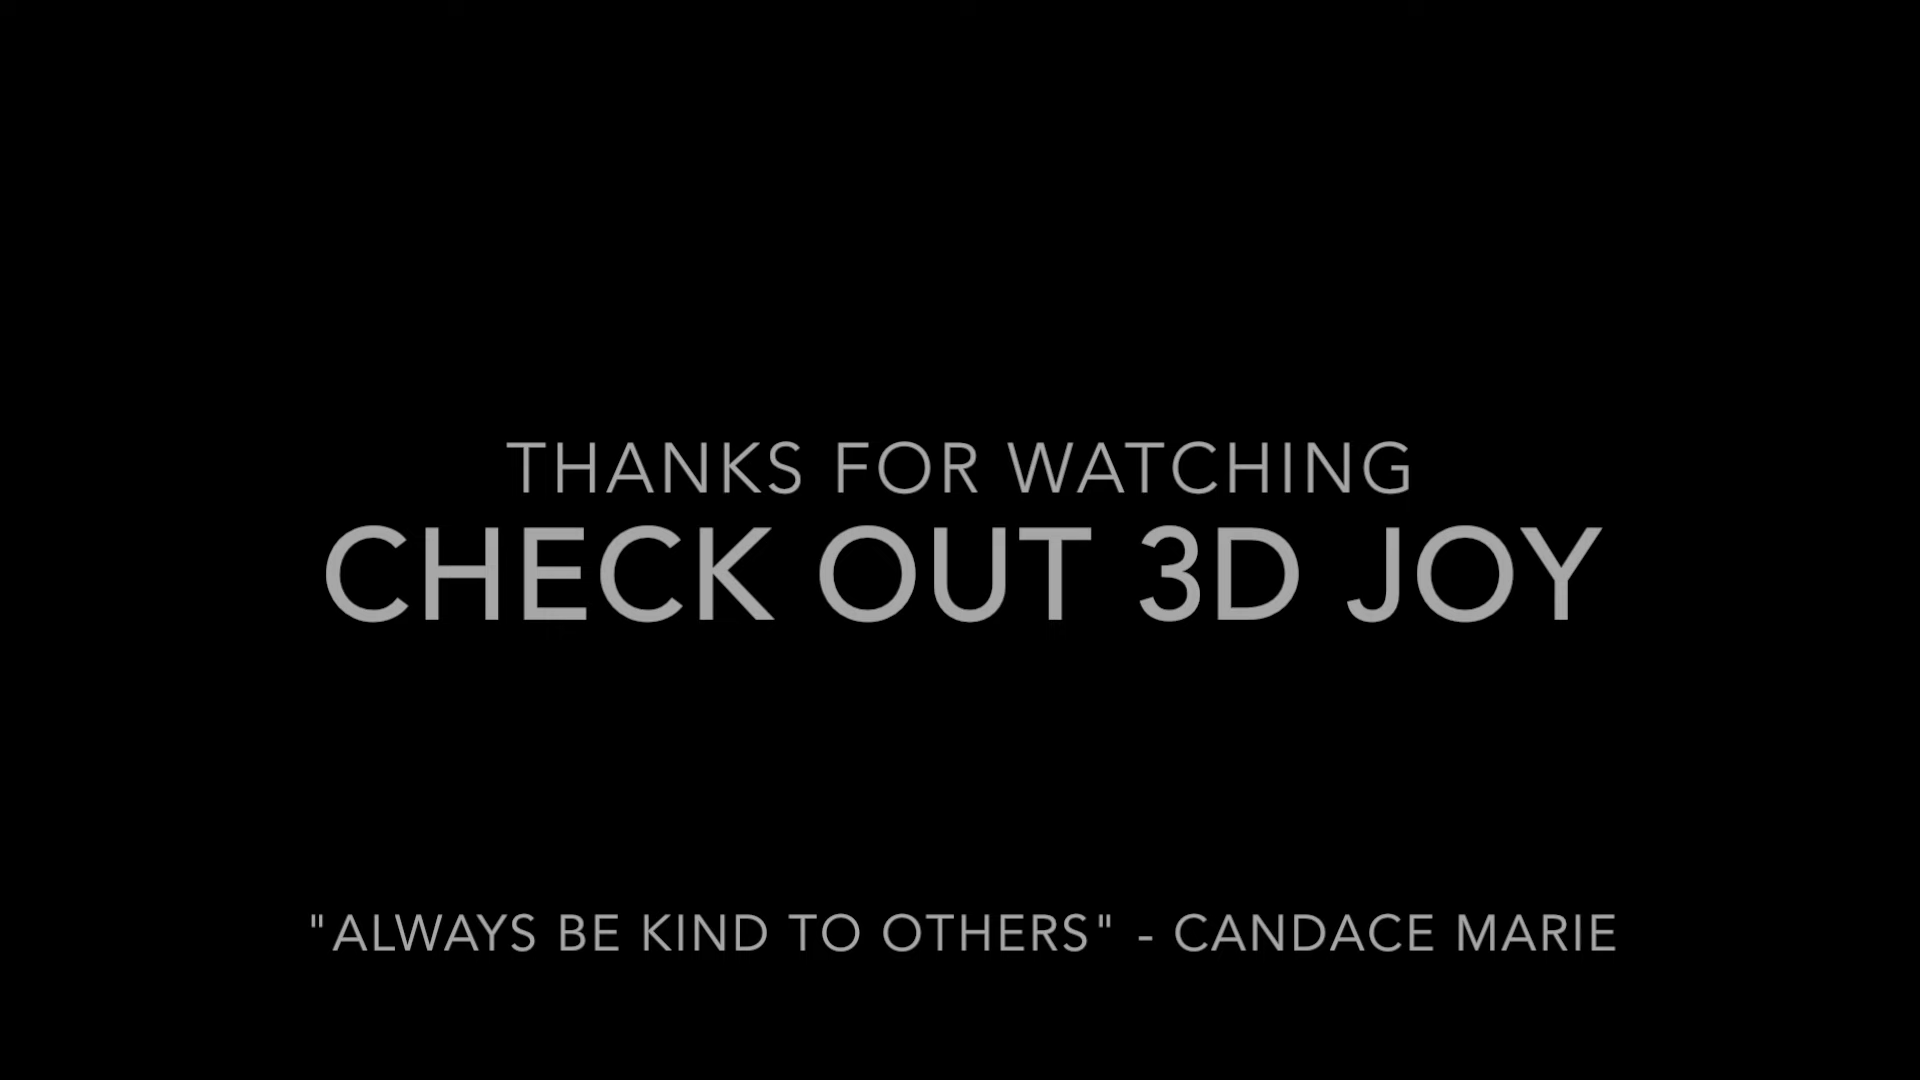 THANKS FOR WATCHING
CHECK OUT 3D JOY
"ALWAYS BE KIND TO OTHERS" - CANDACE MARIE